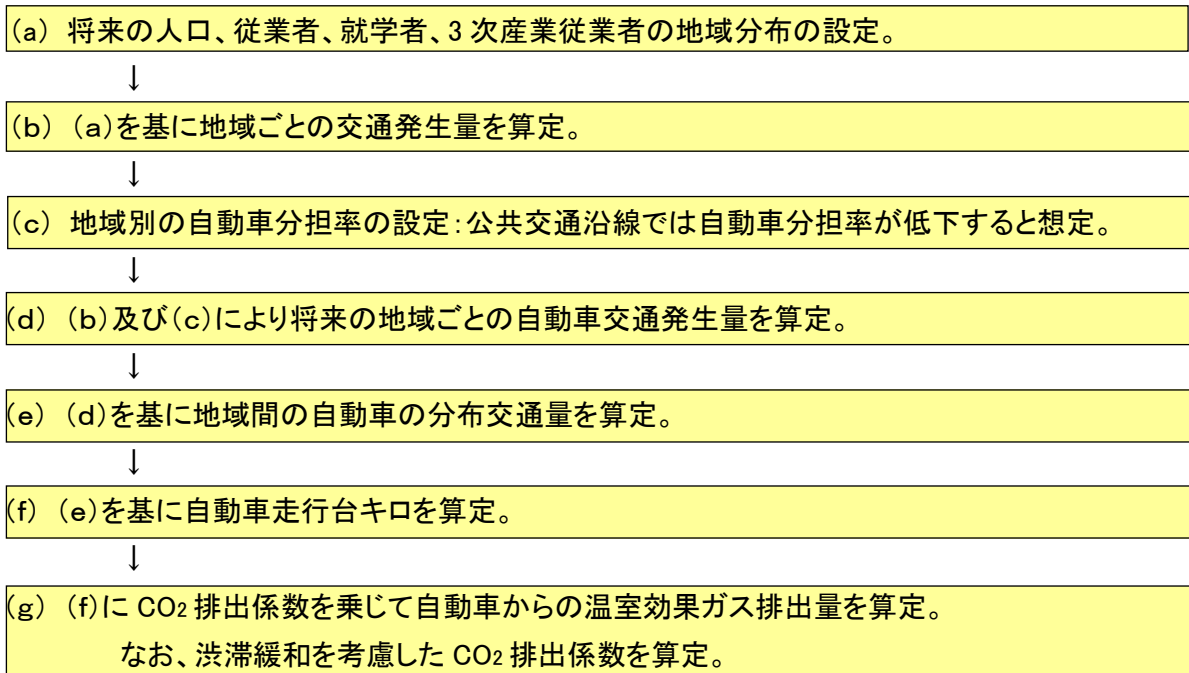 (a) 将来の人口、従業者、就学者、3 次産業従業者の地域分布の設定。
↓
(b) (a)を基に地域ごとの交通発生量を算定。
↓
(c) 地域別の自動車分担率の設定:公共交通沿線では自動車分担率が低下すると想定。
↓
(d) (b)及び(c)により将来の地域ごとの自動車交通発生量を算定。
↓
(e) (d)を基に地域間の自動車の分布交通量を算定。
↓
(f) (e)を基に自動車走行台キロを算定。
↓
(g) (f)に CO2 排出係数を乗じて自動車からの温室効果ガス排出量を算定。
なお、渋滞緩和を考慮した CO2 排出係数を算定。